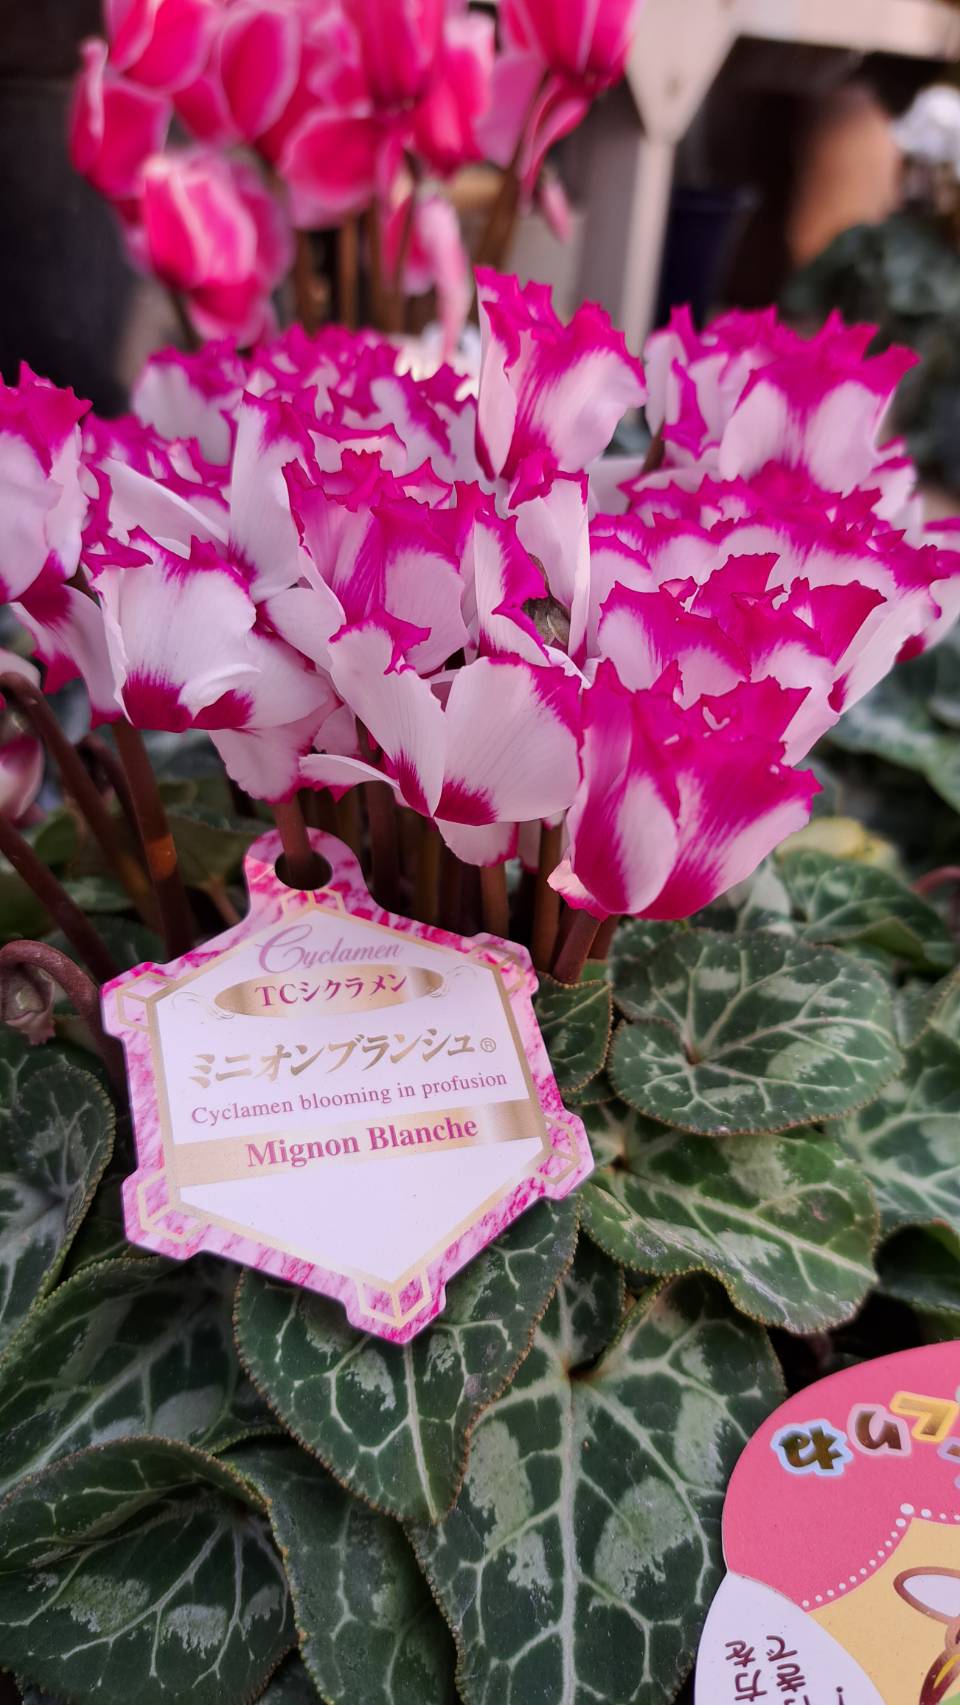 Cyclamen
TCシクラメン
ミニオンブランシュ®
Cyclamen blooming in profusion
Mignon Blanche